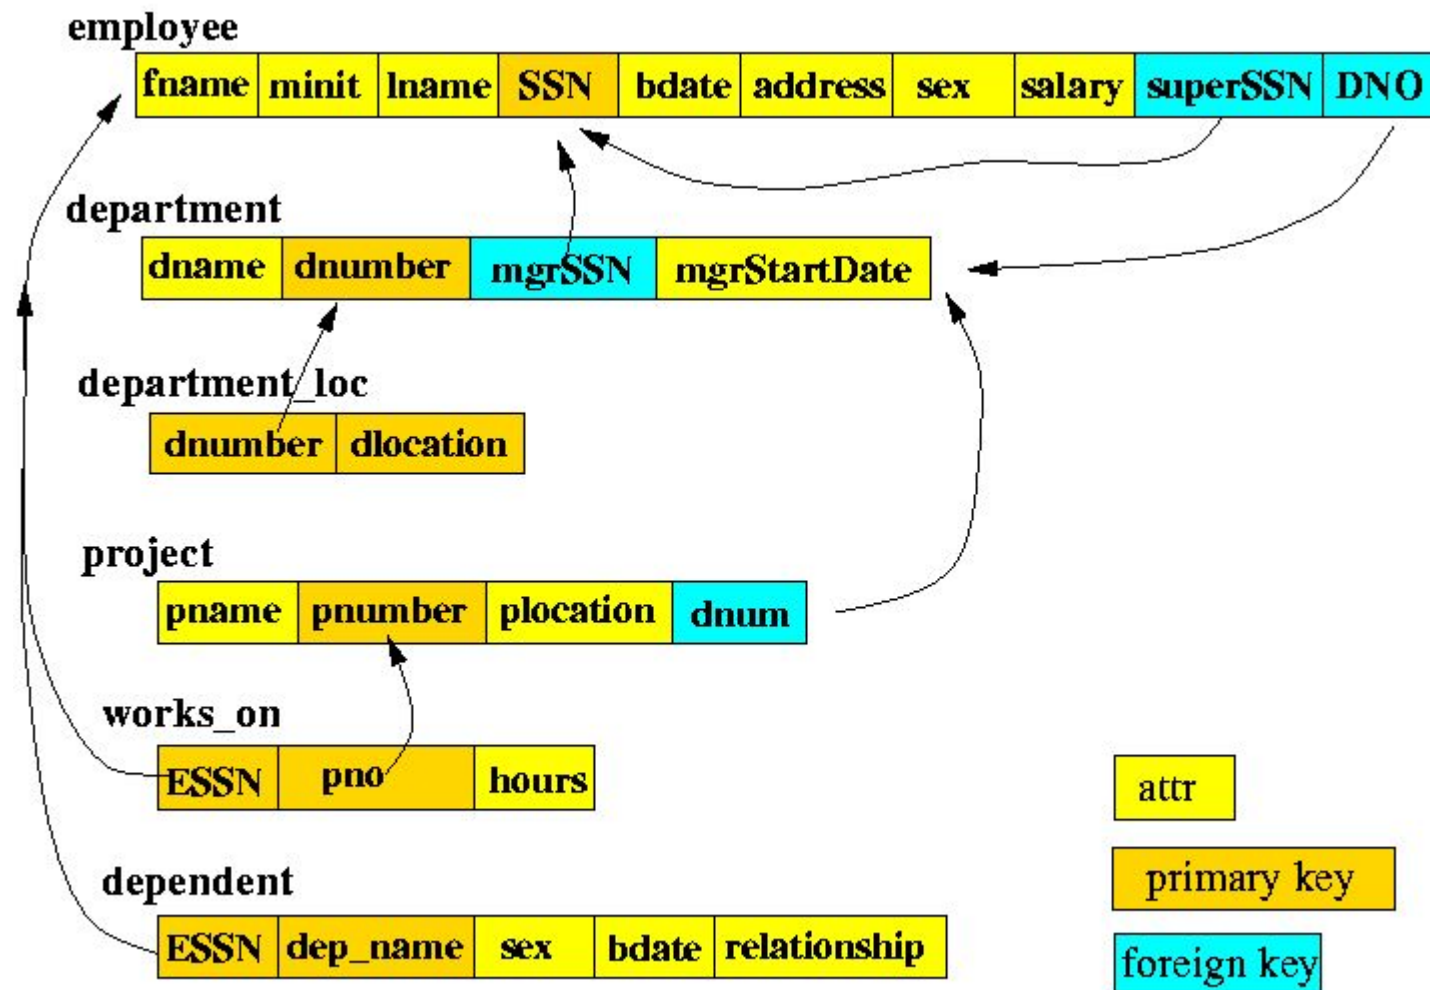 employee
fname minit lname SSN bdate address sex salary superSSN DNO
department
dname dnumber mgrSSN mgrStartDate
department_loc
dnumber dlocation
project
pname pnumber plocation dnum
works_on
ESSN pno hours
dependent
ESSN dep_name sex bdate relationship
attr
primary key
foreign key